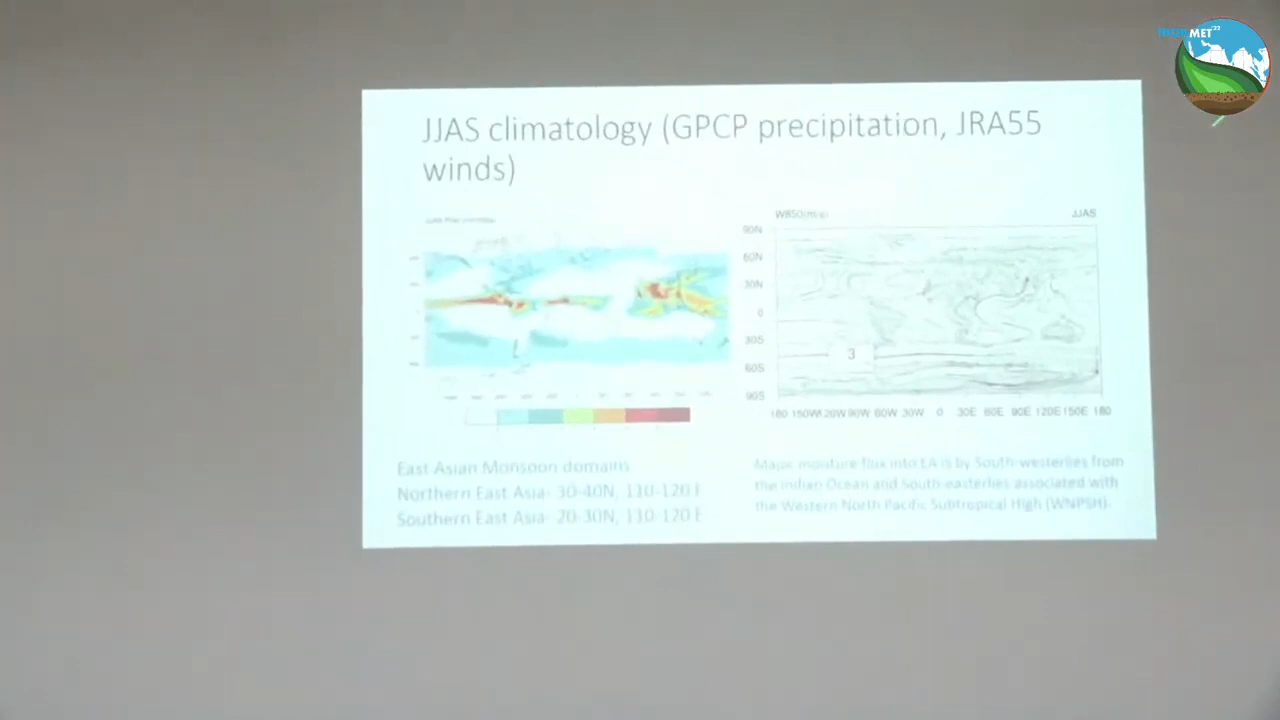 MET'22
JJAS climatology (GPCP precipitation, JRA55
winds)
W850(m/s) JJAS
90N
60N
30N
0
30S
60S
90S
3
180 150W 120W 90W 60W 30W 0 30E 60E 90E 120E 150E 180
East Asian Monsoon domains
Northern East Asia- 30-40N, 110-120 E
Southern East Asia- 20-30N, 110-120 E
Major moisture flux into EA is by South-westerlies from
the Indian Ocean and South-easterlies associated with
the Western North Pacific Subtropical High (WNPSH).